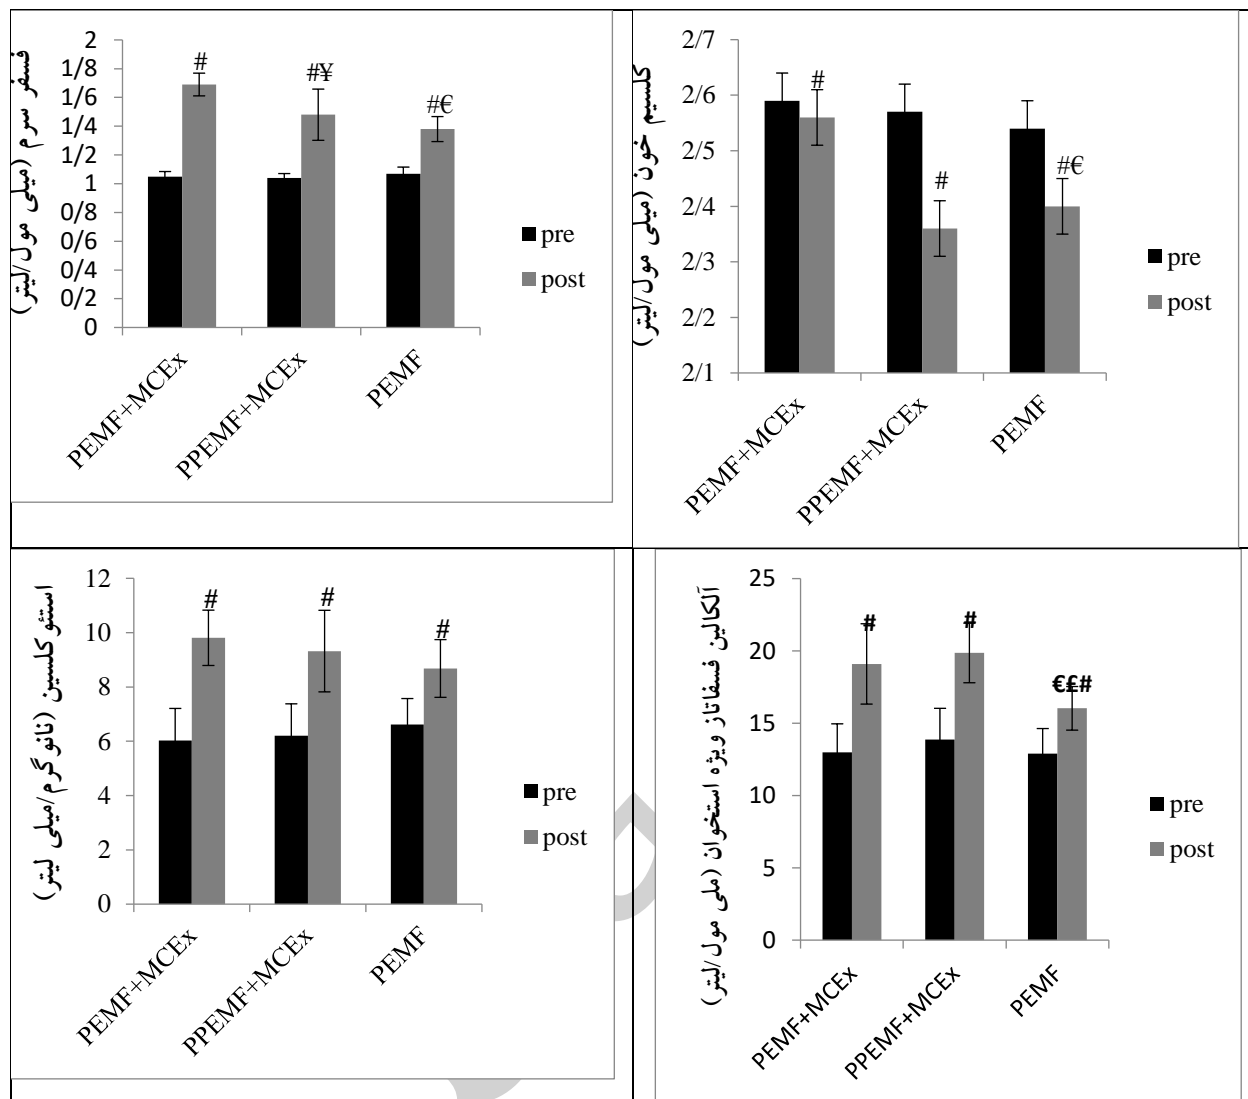 فسفر سرم (میلی مول/لیتر)
2
1/8
1/6
1/4
1/2
1
0/8
0/6
0/4
0/2
0
#
#¥
#€
pre
post
PEMF+MCEx
PPEMF+MCEx
PEMF
کلسیم خون (میلی مول/لیتر)
2/7
2/6
2/5
2/4
2/3
2/2
2/1
#
#
#€
pre
post
PEMF+MCEx
PPEMF+MCEx
PEMF
استئوکلسین (نانوگرم/میلی لیتر)
12
10
8
6
4
2
0
#
#
#
pre
post
PEMF+MCEx
PPEMF+MCEx
PEMF
آلکالین فسفاتاز ویژه استخوان (ملی مول/لیتر)
25
20
15
10
5
0
#
#
€£#
pre
post
PEMF+MCEx
PPEMF+MCEx
PEMF